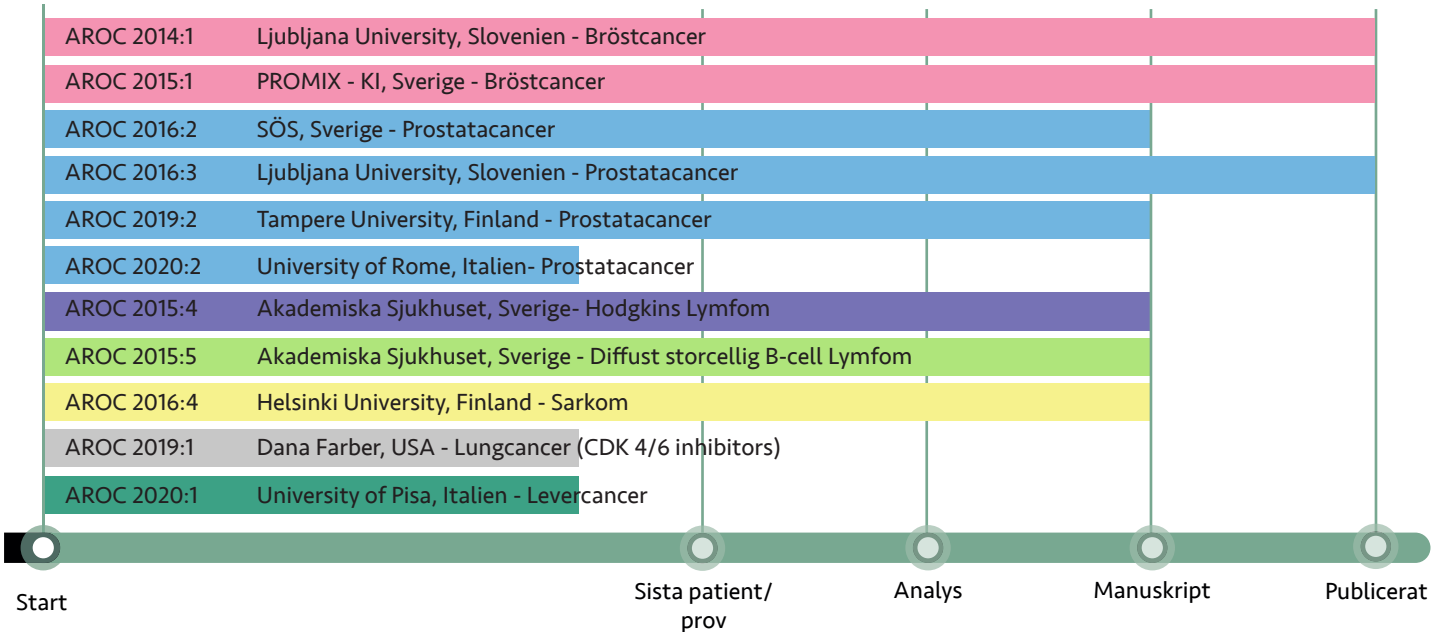 AROC 2014:1 Ljubljana University, Slovenien - Bröstcancer
AROC 2015:1 PROMIX - KI, Sverige - Bröstcancer
AROC 2016:2 SÖS, Sverige - Prostatacancer
AROC 2016:3 Ljubljana University, Slovenien - Prostatacancer
AROC 2019:2 Tampere University, Finland - Prostatacancer
AROC 2020:2 University of Rome, Italien- Prostatacancer
AROC 2015:4 Akademiska Sjukhuset, Sverige- Hodgkins Lymfom
AROC 2015:5 Akademiska Sjukhuset, Sverige - Diffust storcellig B-cell Lymfom
AROC 2016:4 Helsinki University, Finland - Sarkom
AROC 2019:1 Dana Farber, USA - Lungcancer (CDK 4/6 inhibitors)
AROC 2020:1 University of Pisa, Italien - Levercancer
Start
Sista patient/
prov
Analys
Manuskript
Publicerat